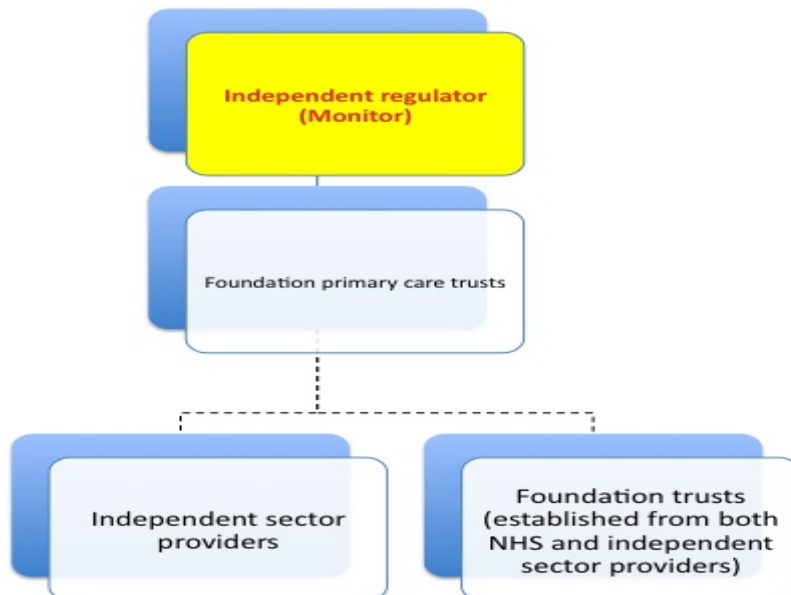 Independent regulator
(Monitor)
Foundation primary care trusts
Independent sector
providers
Foundation trusts
(established from both
NHS and independent
sector providers)